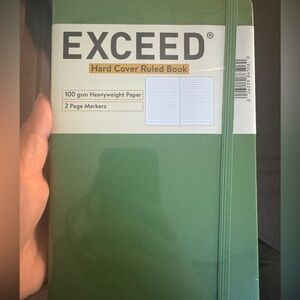 EXCEED®
Hard Cover Ruled Book
100 gsm Heavyweight Paper
2 Page Markers